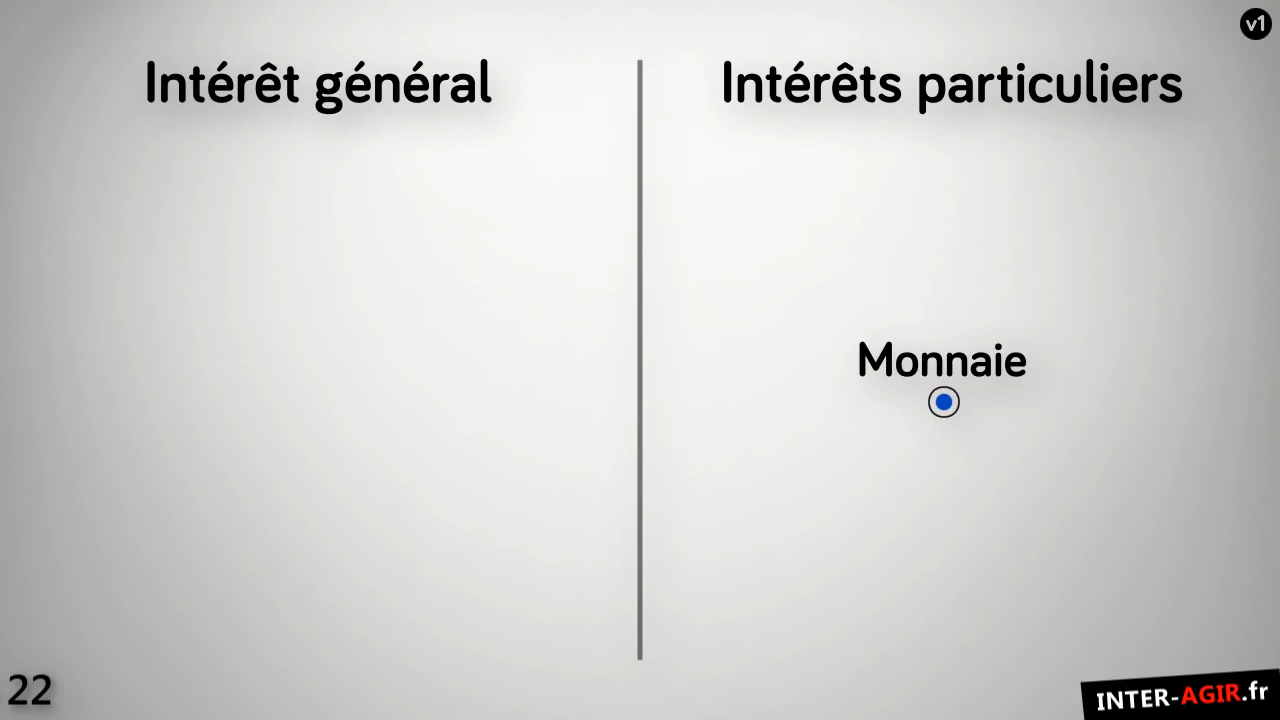 v1
Intérêt général
Intérêts particuliers
Monnaie
22
INTER-AGIR.fr